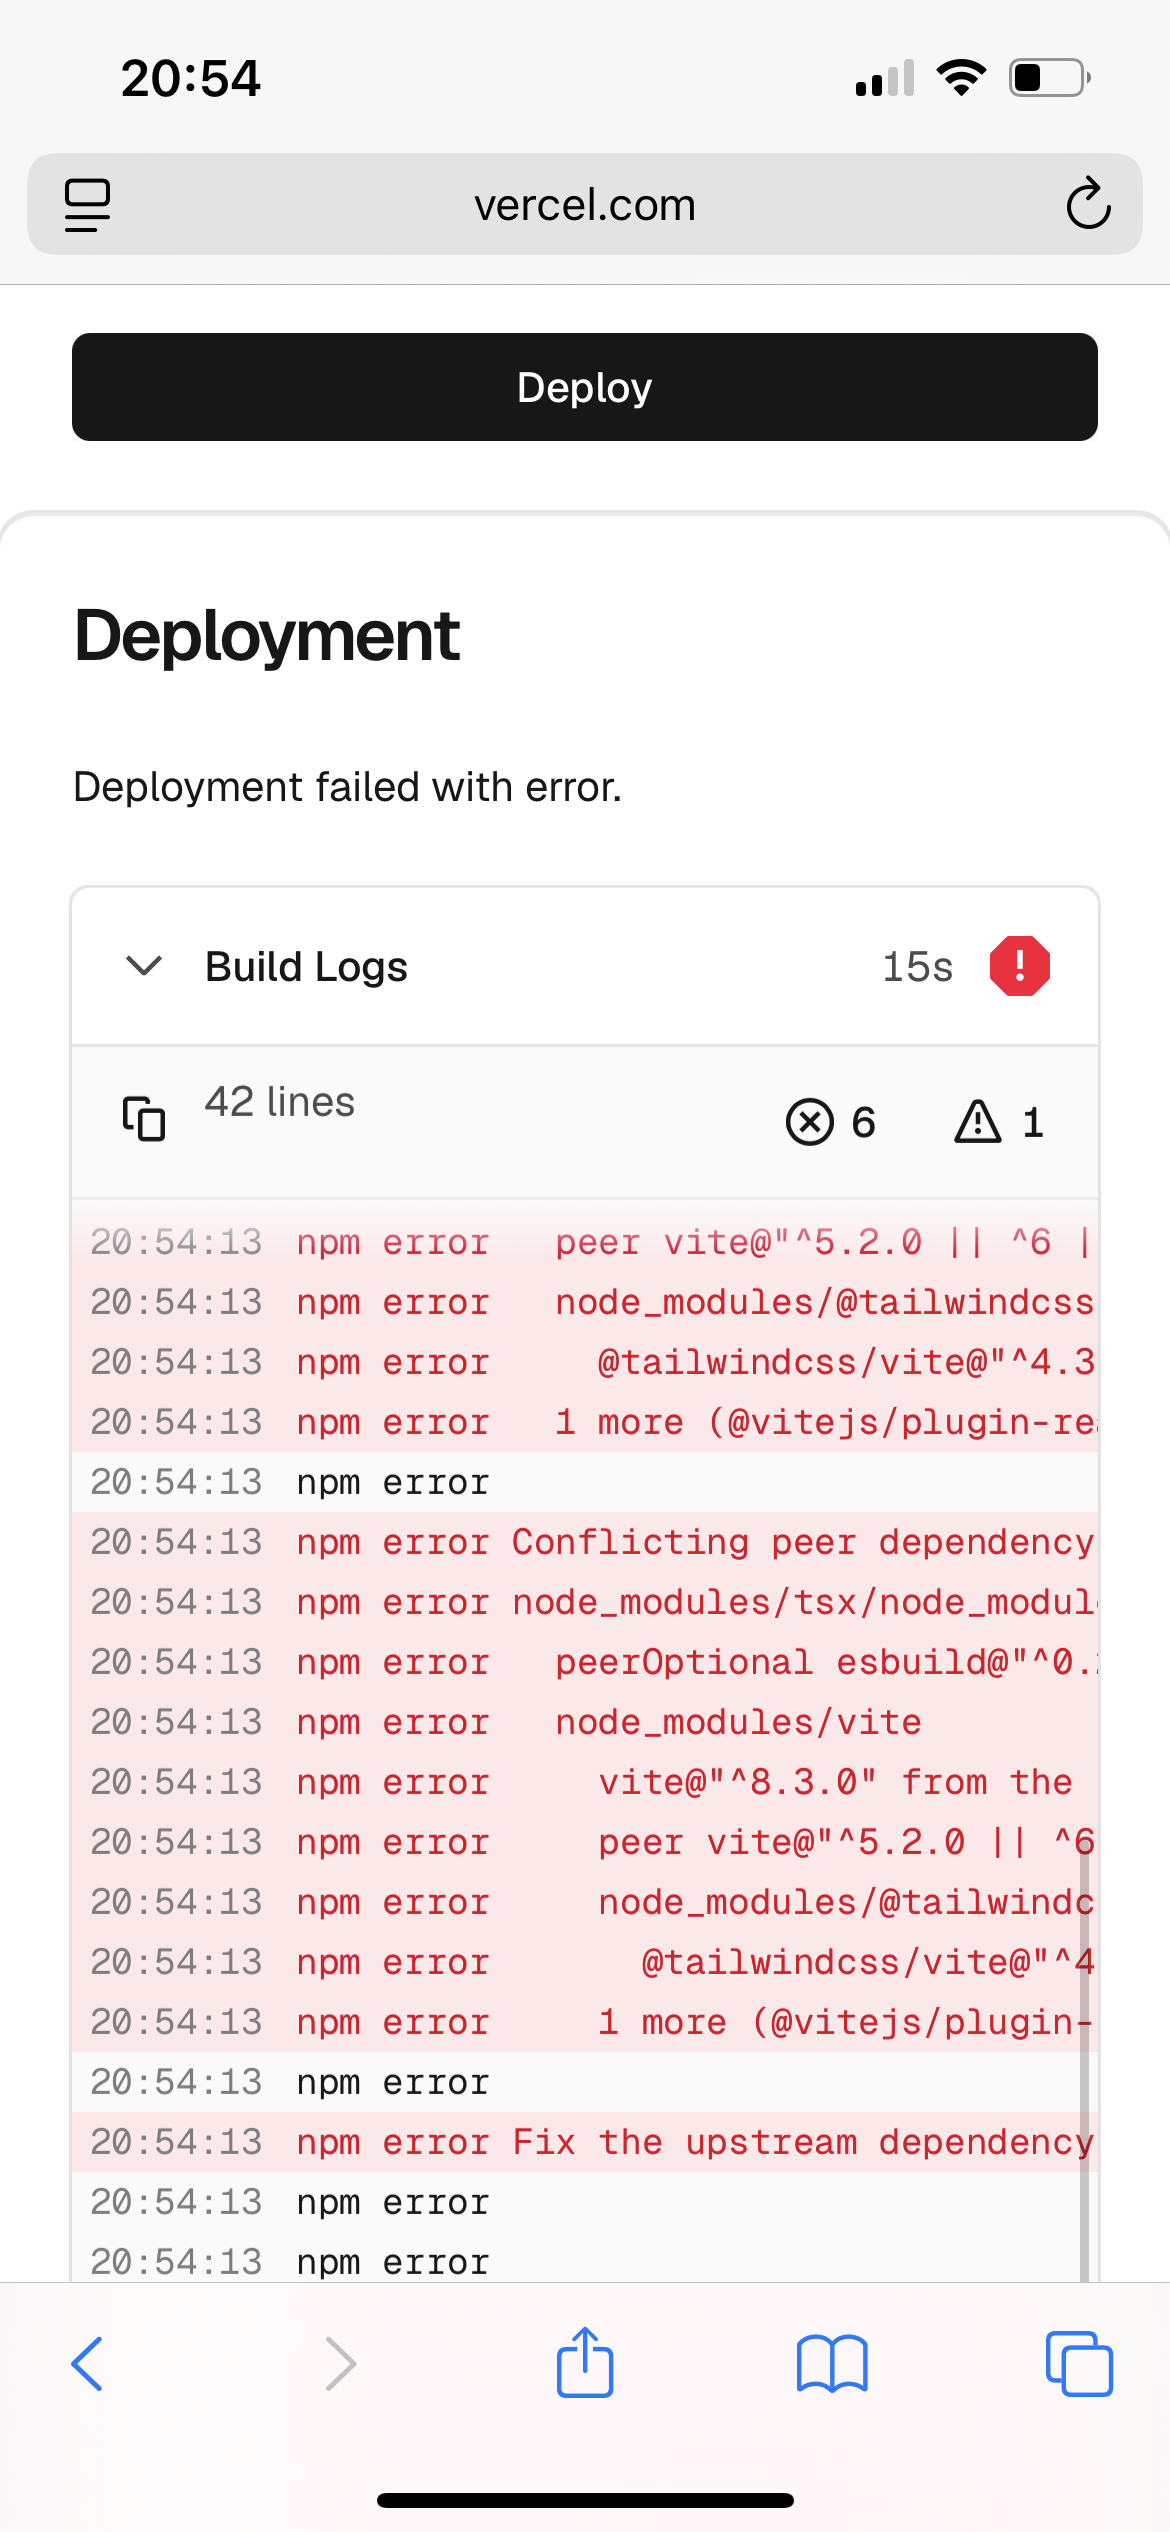 20:54
vercel.com
Deploy
Deployment
Deployment failed with error.
Build Logs 15s
42 lines 6 1
20:54:13 npm error peer vite@"^5.2.0 || ^6 |
20:54:13 npm error node_modules/@tailwindcss
20:54:13 npm error @tailwindcss/vite@"^4.3
20:54:13 npm error 1 more (@vitejs/plugin-rea
20:54:13 npm error
20:54:13 npm error Conflicting peer dependency
20:54:13 npm error node_modules/tsx/node_modul
20:54:13 npm error peerOptional esbuild@"^0.2
20:54:13 npm error node_modules/vite
20:54:13 npm error vite@"^8.3.0" from the
20:54:13 npm error peer vite@"^5.2.0 || ^6
20:54:13 npm error node_modules/@tailwindc
20:54:13 npm error @tailwindcss/vite@"^4
20:54:13 npm error 1 more (@vitejs/plugin-
20:54:13 npm error
20:54:13 npm error Fix the upstream dependency
20:54:13 npm error
20:54:13 npm error